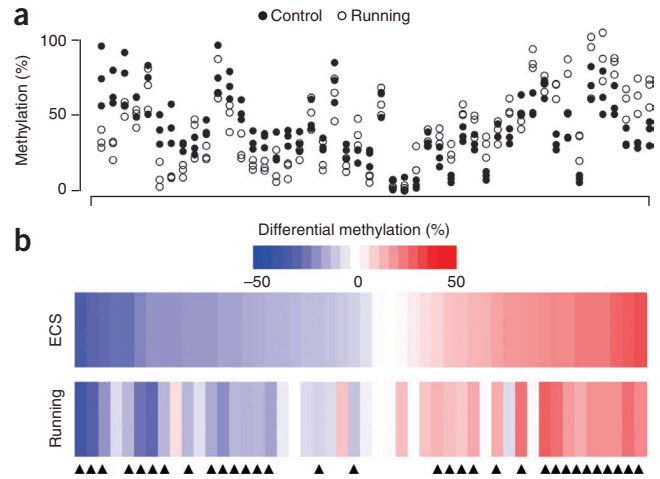 a
● Control ○ Running
Methylation (%)
100
50
0
b
Differential methylation (%)
−50 0 50
ECS
Running